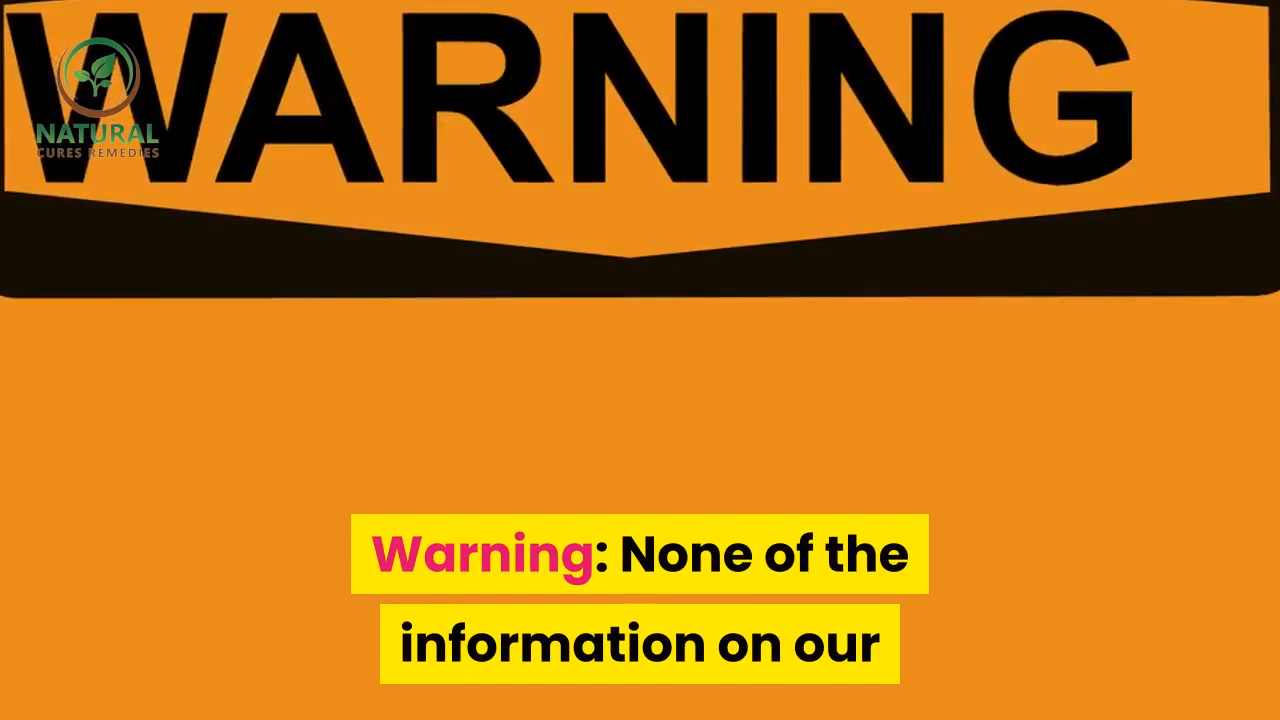 WARNING
NATURAL
CURES REMEDIES
Warning: None of the
information on our